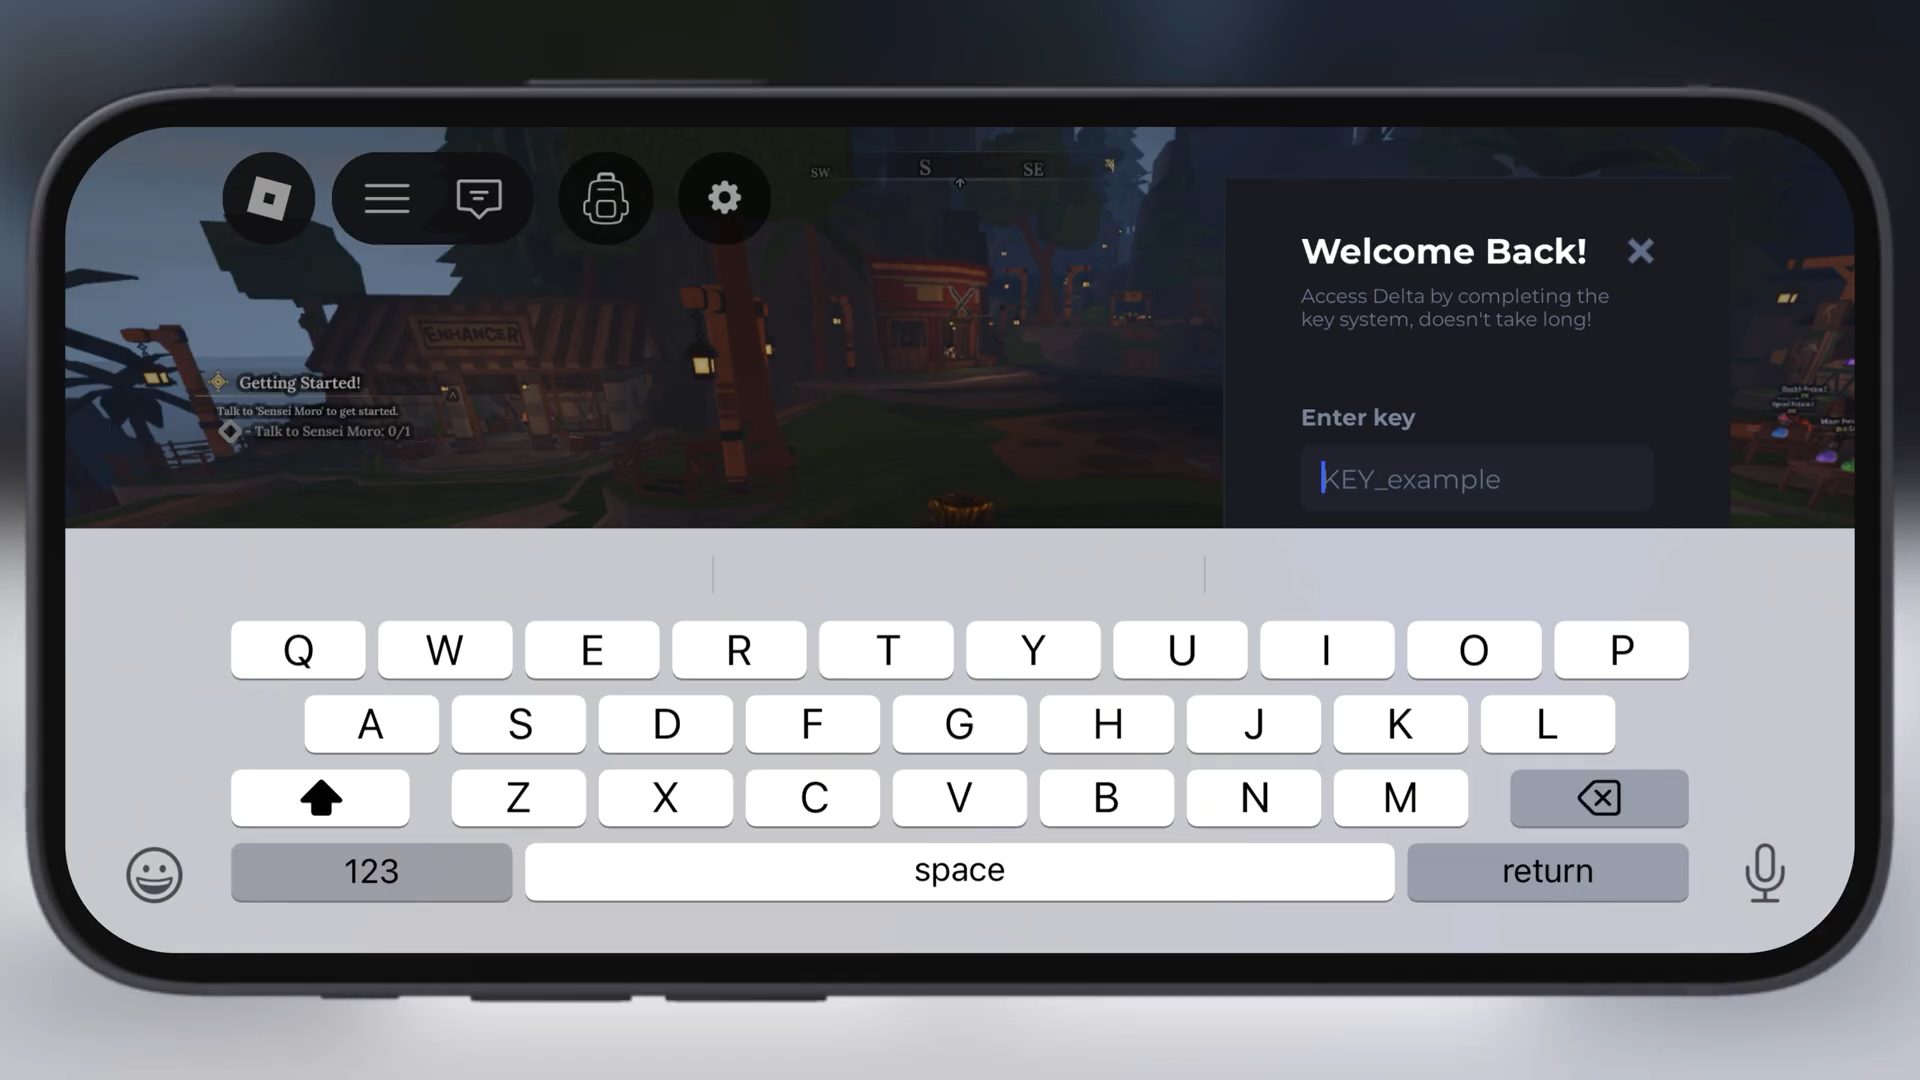 SW
S
SE
Welcome Back!
Access Delta by completing the
key system, doesn't take long!
ENHANCER
Getting Started!
Talk to 'Sensei Moro' to get started.
- Talk to Sensei Moro: 0/1
Enter key
KEY_example
Q W E R T Y U I O P
A S D F G H J K L
Z X C V B N M
123
space
return